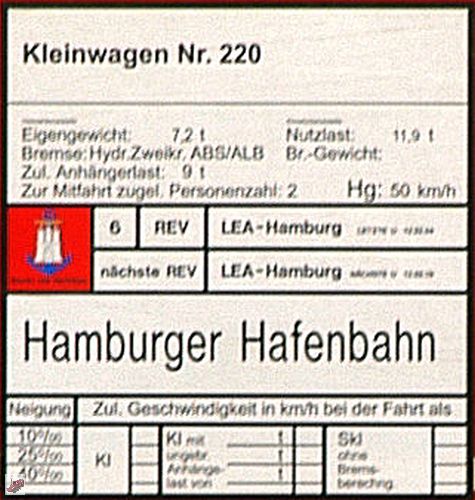 Kleinwagen Nr. 220
Eigengewicht: 7,2 t Nutzlast: 11,9 t
Bremse: Hydr.Zweikr, ABS/ALB Br.-Gewicht:
Zul. Anhängerlast: 9 t
Zur Mitfahrt zugel. Personenzahl: 2 Hg: 50 km/h
6 REV LEA-Hamburg
nächste REV LEA-Hamburg
Hamburger Hafenbahn
Neigung Zul. Geschwindigkeit in km/h bei der Fahrt als
10‰ Kl Kl mit t Skl
25‰ ungebr. t ohne
40‰ Anhänge- t Brems-
last von berechng.